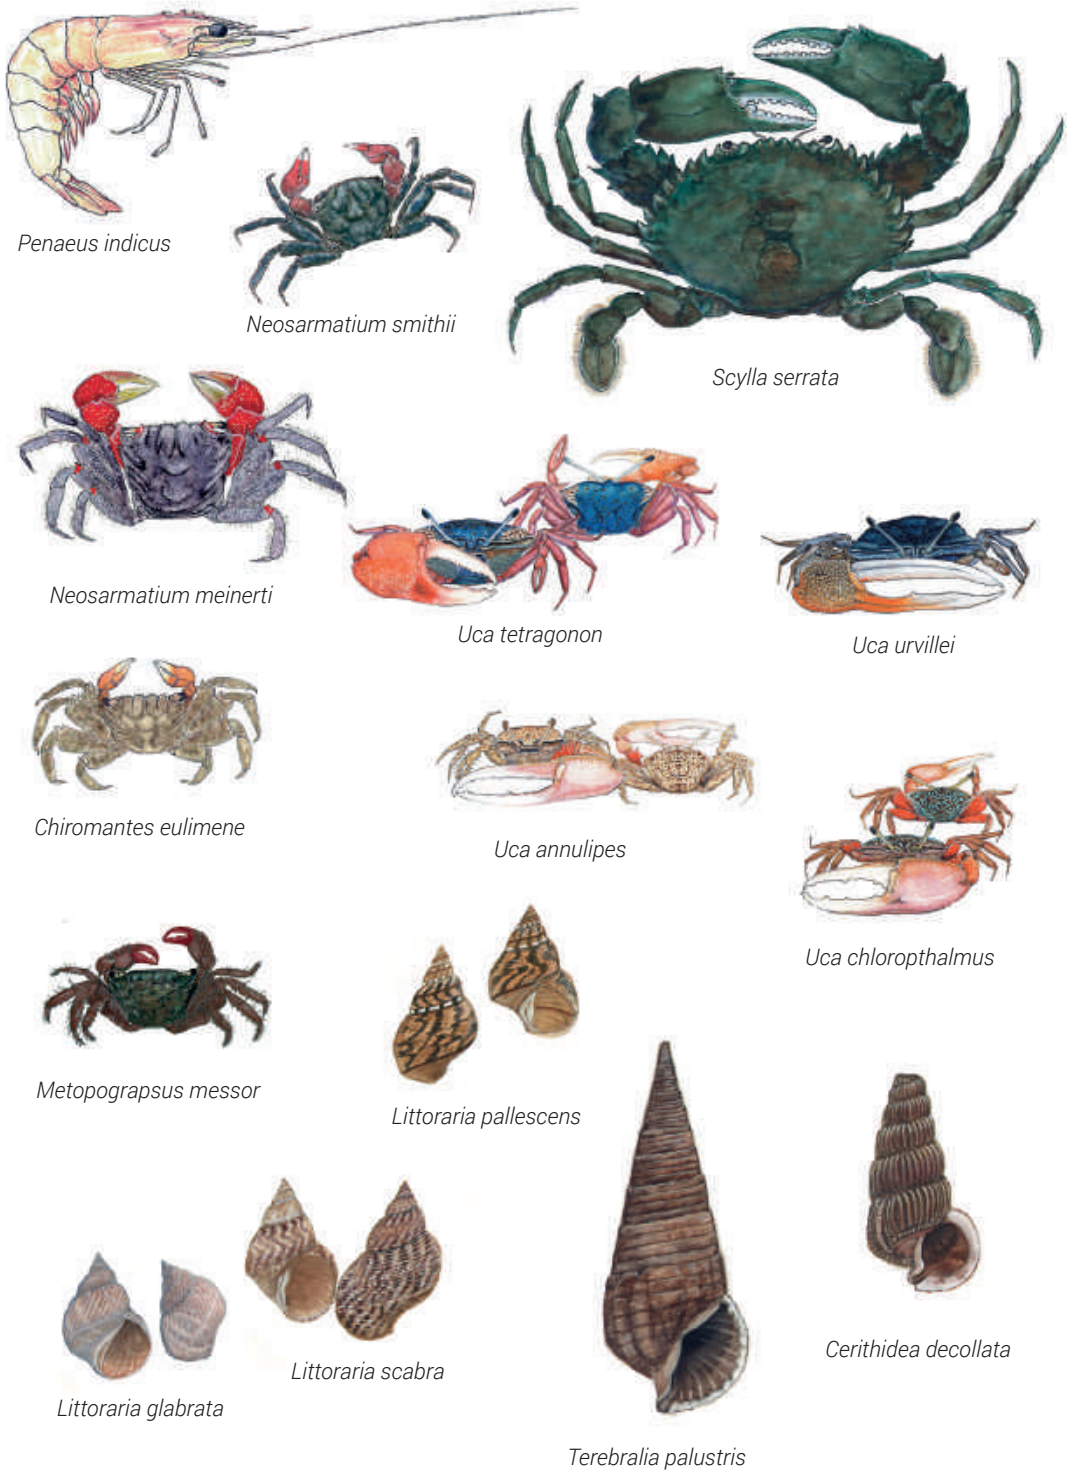 Penaeus indicus
Neosarmatium smithii
Scylla serrata
Neosarmatium meinerti
Uca tetragonon
Uca urvillei
Chiromantes eulimene
Uca annulipes
Uca chloropthalmus
Metopograpsus messor
Littoraria pallescens
Cerithidea decollata
Littoraria scabra
Littoraria glabrata
Terebralia palustris